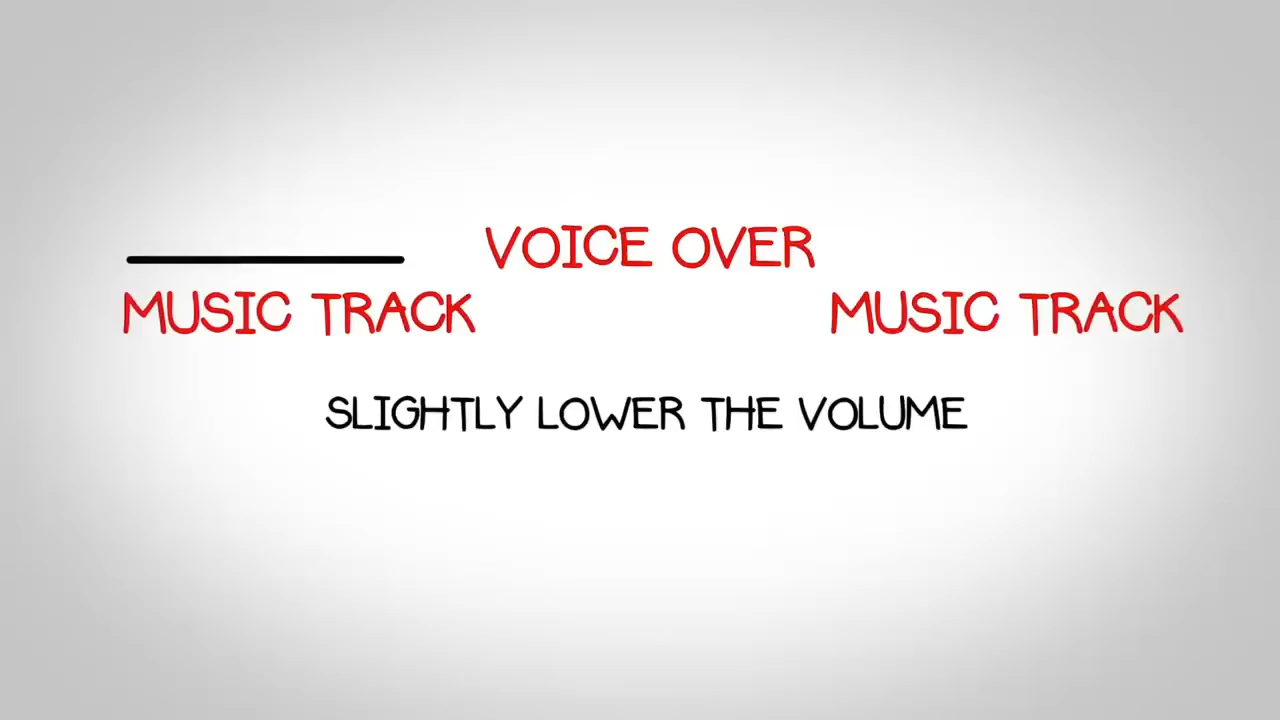 VOICE OVER
MUSIC TRACK MUSIC TRACK
SLIGHTLY LOWER THE VOLUME